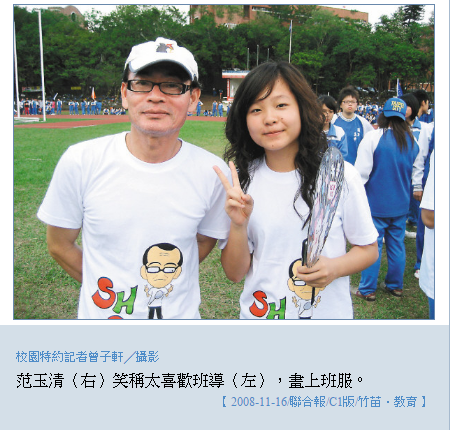 SH
SH
校園特約記者曾子軒／攝影
范玉清（右）笑稱太喜歡班導（左），畫上班服。
【 2008-11-16/聯合報/C1版/竹苗‧教育 】